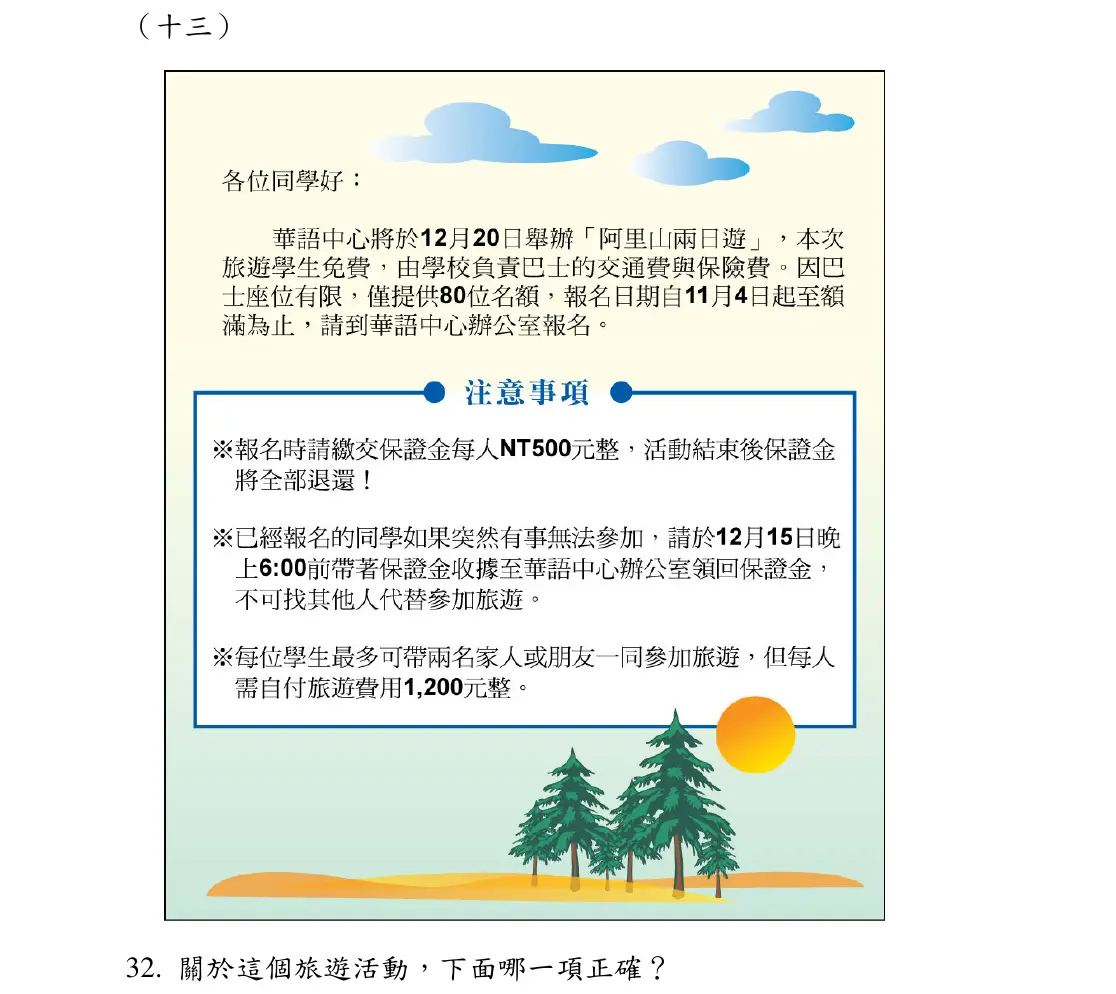 （十三）
各位同學好：
華語中心將於12月20日舉辦「阿里山兩日遊」，本次
旅遊學生免費，由學校負責巴士的交通費與保險費。因巴
士座位有限，僅提供80位名額，報名日期自11月4日起至額
滿為止，請到華語中心辦公室報名。
注意事項
※報名時請繳交保證金每人NT500元整，活動結束後保證金
將全部退還！
※已經報名的同學如果突然有事無法參加，請於12月15日晚
上6:00前帶著保證金收據至華語中心辦公室領回保證金，
不可找其他人代替參加旅遊。
※每位學生最多可帶兩名家人或朋友一同參加旅遊，但每人
需自付旅遊費用1,200元整。
32. 關於這個旅遊活動，下面哪一項正確？